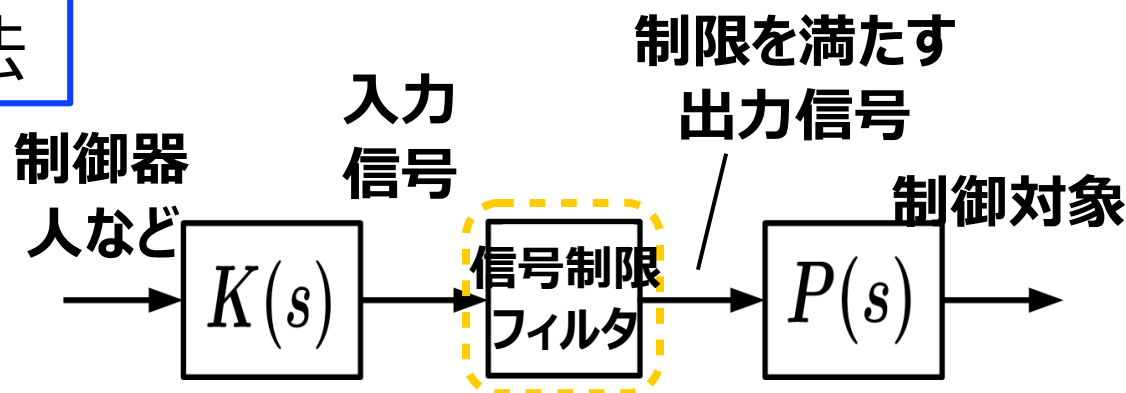 制御器
人など
入力
信号
制限を満たす
出力信号
制御対象
K(s)
信号制限
フィルタ
P(s)